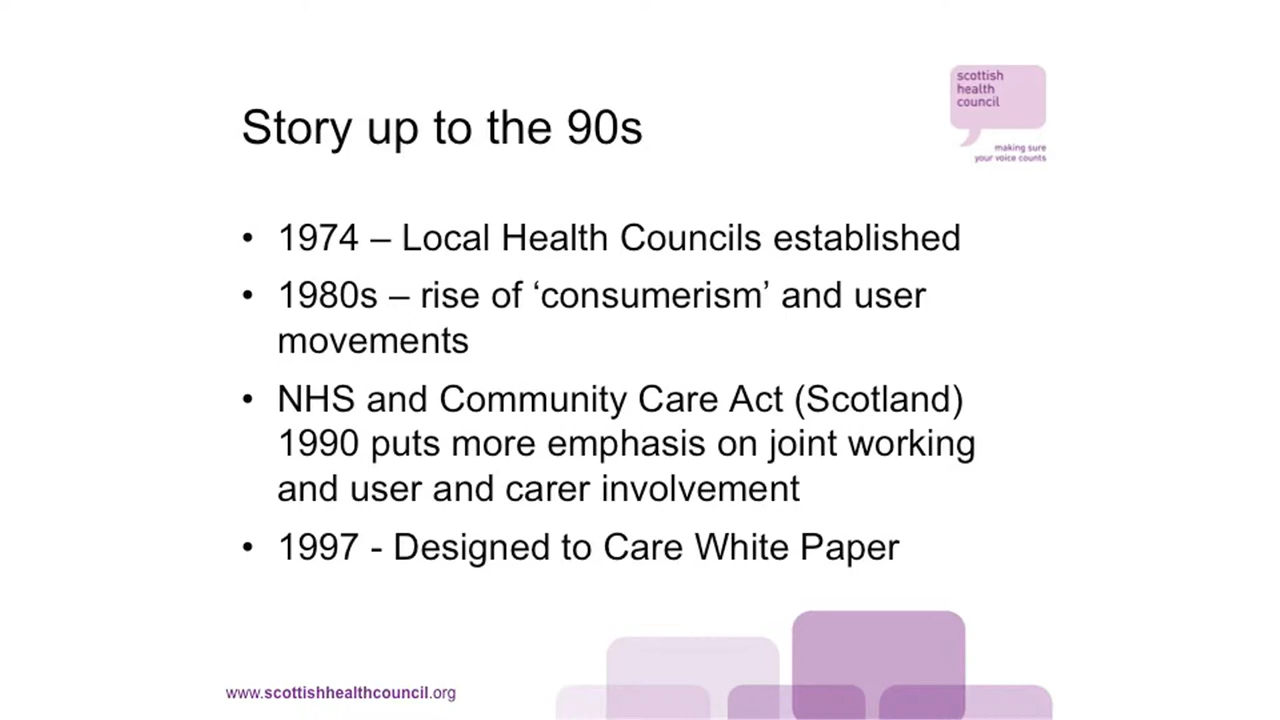 scottish
health
council
making sure
your voice counts
Story up to the 90s
• 1974 – Local Health Councils established
• 1980s – rise of ‘consumerism’ and user
movements
• NHS and Community Care Act (Scotland)
1990 puts more emphasis on joint working
and user and carer involvement
• 1997 - Designed to Care White Paper
www.scottishhealthcouncil.org